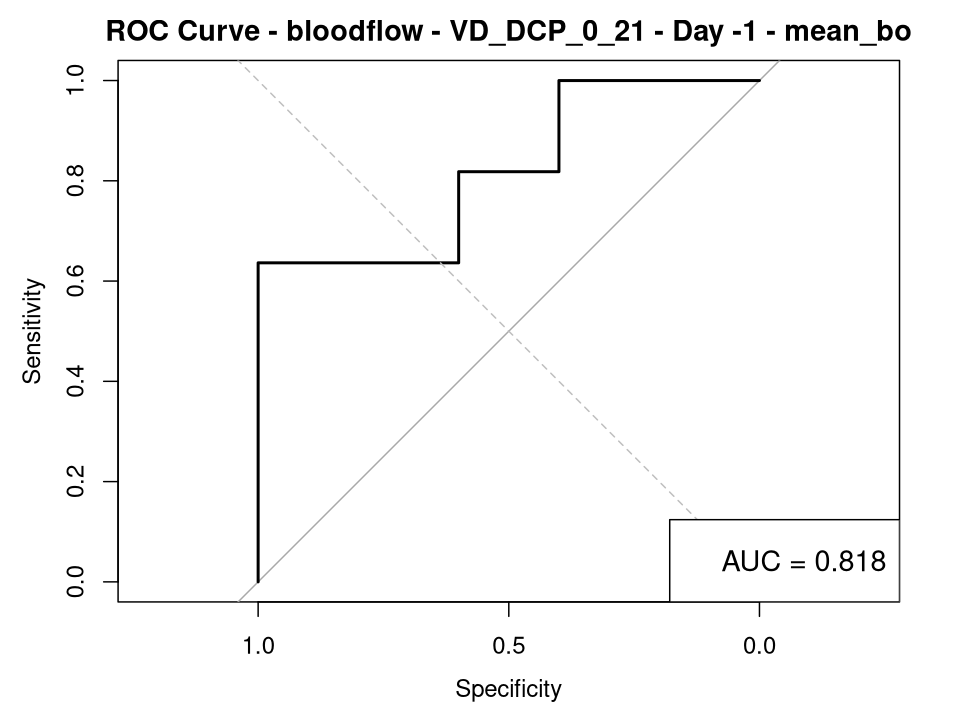 ROC Curve - bloodflow - VD_DCP_0_21 - Day -1 - mean_bo
Sensitivity
1.0
0.8
0.6
0.4
0.2
0.0
AUC = 0.818
1.0 0.5 0.0
Specificity